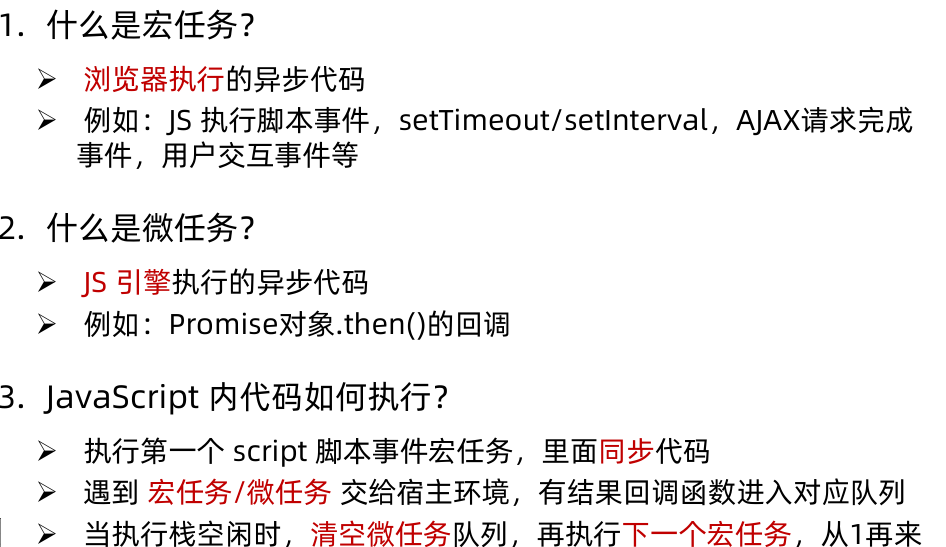 1. 什么是宏任务？
➢ 浏览器执行的异步代码
➢ 例如：JS 执行脚本事件，setTimeout/setInterval，AJAX请求完成
事件，用户交互事件等
2. 什么是微任务？
➢ JS 引擎执行的异步代码
➢ 例如：Promise对象.then()的回调
3. JavaScript 内代码如何执行？
➢ 执行第一个 script 脚本事件宏任务，里面同步代码
➢ 遇到 宏任务/微任务 交给宿主环境，有结果回调函数进入对应队列
➢ 当执行栈空闲时，清空微任务队列，再执行下一个宏任务，从1再来